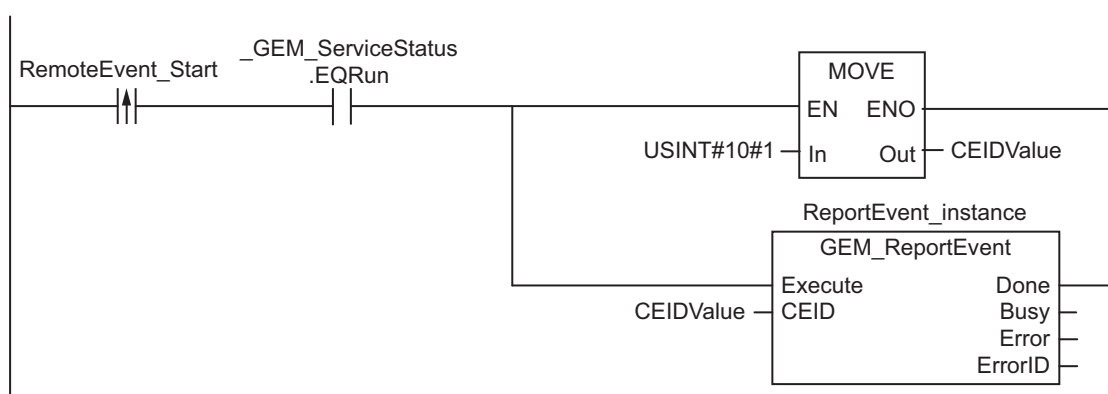 _GEM_ServiceStatus
RemoteEvent_Start
.EQRun
MOVE
EN ENO
USINT#10#1 In Out CEIDValue
ReportEvent_instance
GEM_ReportEvent
Execute Done
CEIDValue CEID Busy
Error
ErrorID